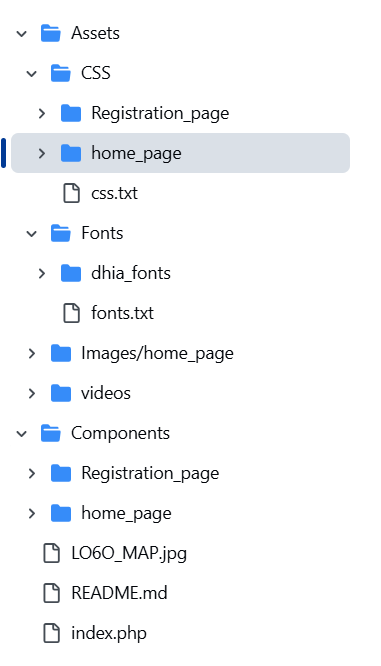 Assets
CSS
Registration_page
home_page
css.txt
Fonts
dhia_fonts
fonts.txt
Images/home_page
videos
Components
Registration_page
home_page
LO6O_MAP.jpg
README.md
index.php